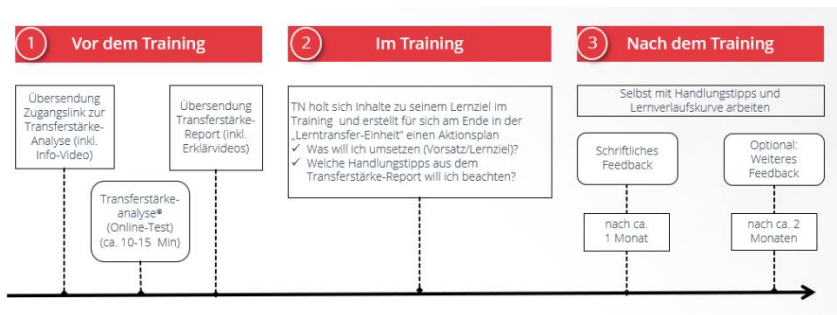 1 Vor dem Training
Übersendung
Zugangslink zur
Transferstärke-
Analyse (inkl.
Info-Video)
Transferstärke-
analyse®
(Online-Test)
(ca. 10-15 Min)
Übersendung
Transferstärke-
Report (inkl.
Erklärvideos)
2 Im Training
TN holt sich Inhalte zu seinem Lernziel im
Training und erstellt für sich am Ende in der
„Lerntransfer-Einheit" einen Aktionsplan
✓ Was will ich umsetzen (Vorsatz/Lernziel)?
✓ Welche Handlungstipps aus dem
Transferstärke-Report will ich beachten?
3 Nach dem Training
Selbst mit Handlungstipps und
Lernverlaufskurve arbeiten
Schriftliches
Feedback
nach ca.
1 Monat
Optional:
Weiteres
Feedback
nach ca. 2
Monaten